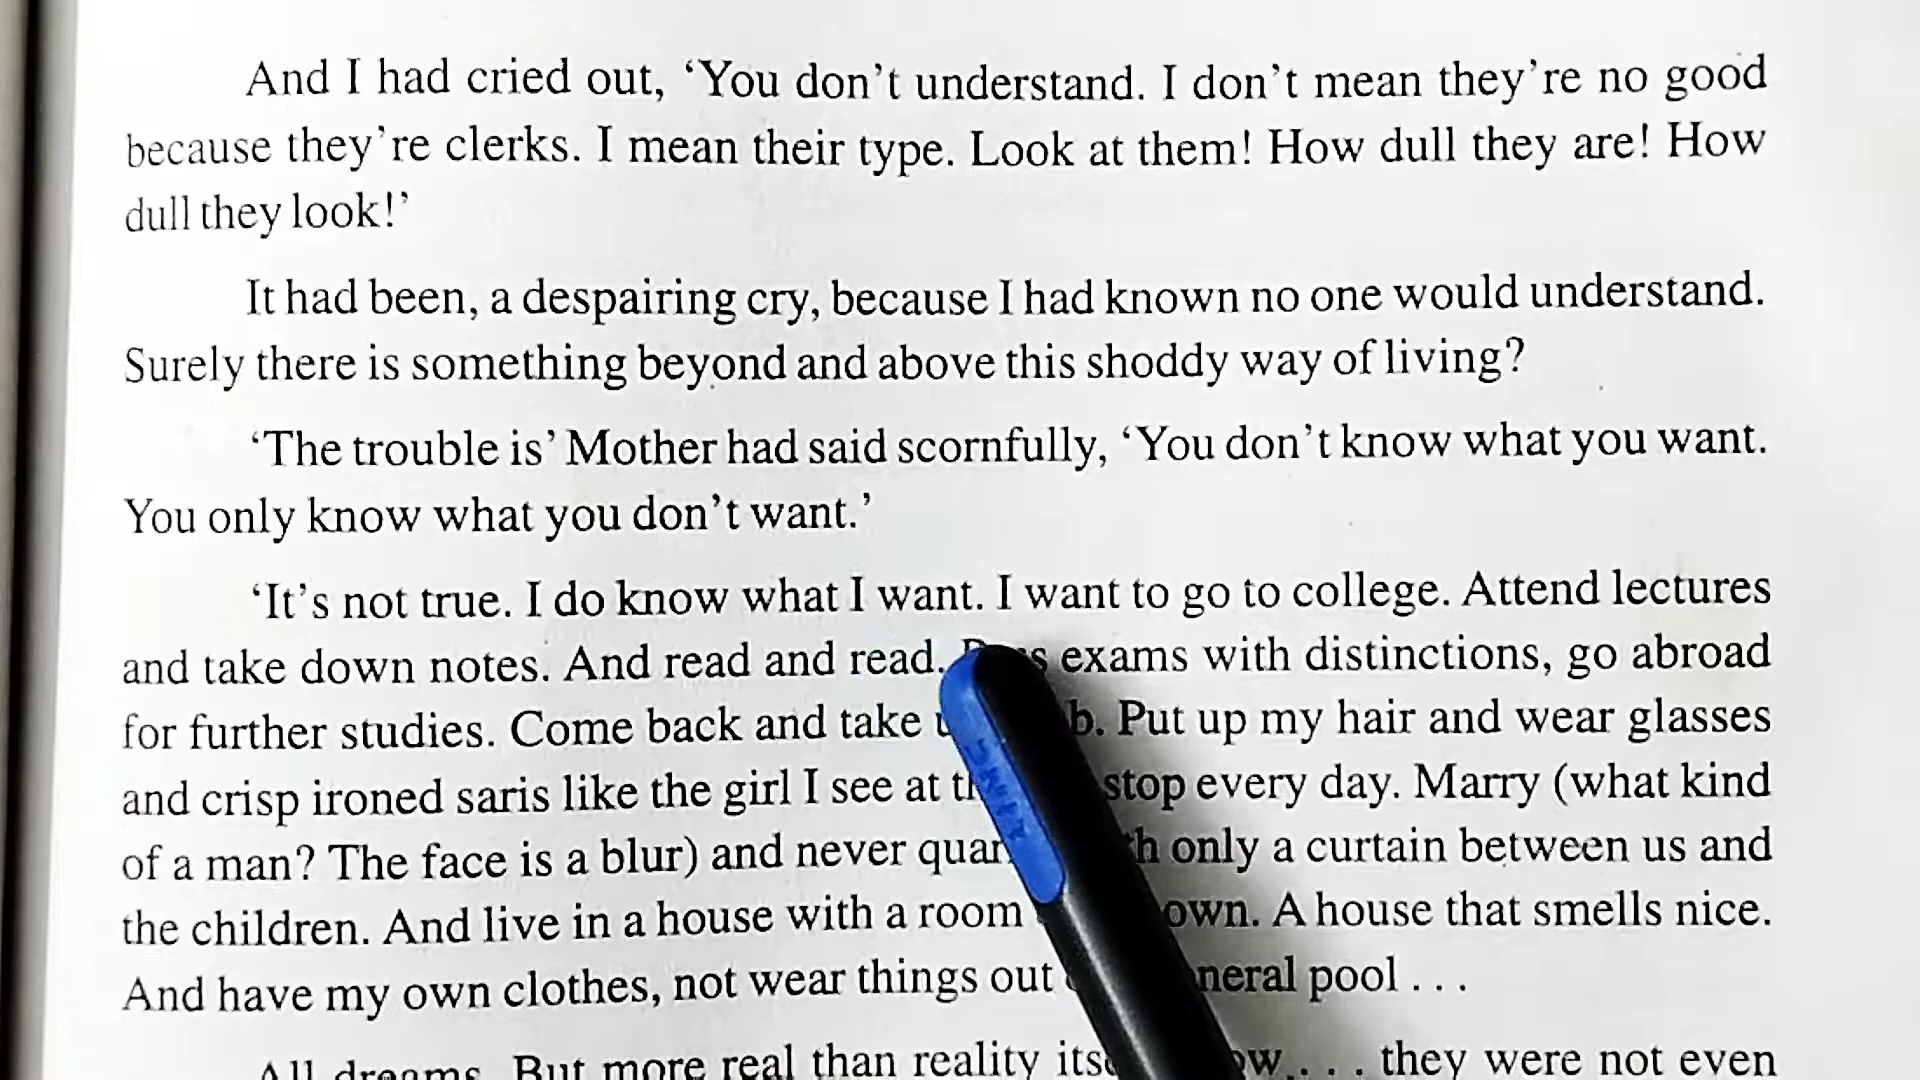 And I had cried out, ‘You don’t understand. I don’t mean they’re no good
because they’re clerks. I mean their type. Look at them! How dull they are! How
dull they look!’
It had been, a despairing cry, because I had known no one would understand.
Surely there is something beyond and above this shoddy way of living?
‘The trouble is’ Mother had said scornfully, ‘You don’t know what you want.
You only know what you don’t want.’
‘It’s not true. I do know what I want. I want to go to college. Attend lectures
and take down notes. And read and read. exams with distinctions, go abroad
for further studies. Come back and take Put up my hair and wear glasses
and crisp ironed saris like the girl I see at stop every day. Marry (what kind
of a man? The face is a blur) and never only a curtain between us and
the children. And live in a house with a room own. A house that smells nice.
And have my own clothes, not wear things out pool . . .
All dreams. But more real than reality . . . they were not even